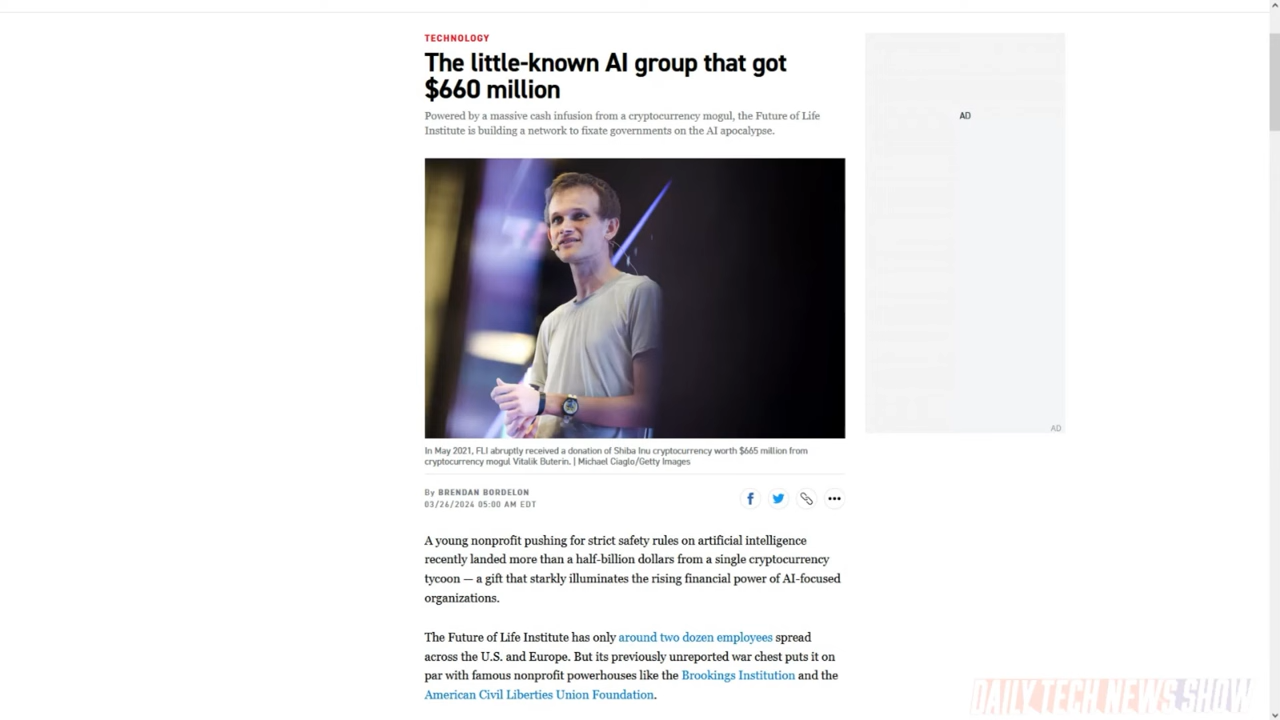 TECHNOLOGY
The little-known AI group that got
$660 million
Powered by a massive cash infusion from a cryptocurrency mogul, the Future of Life
Institute is building a network to fixate governments on the AI apocalypse.
AD
AD
In May 2021, FLI abruptly received a donation of Shiba Inu cryptocurrency worth $665 million from
cryptocurrency mogul Vitalik Buterin. | Michael Ciaglo/Getty Images
By BRENDAN BORDELON
03/26/2024 05:00 AM EDT
A young nonprofit pushing for strict safety rules on artificial intelligence
recently landed more than a half-billion dollars from a single cryptocurrency
tycoon — a gift that starkly illuminates the rising financial power of AI-focused
organizations.
The Future of Life Institute has only around two dozen employees spread
across the U.S. and Europe. But its previously unreported war chest puts it on
par with famous nonprofit powerhouses like the Brookings Institution and the
American Civil Liberties Union Foundation.
DAILY TECH NEWS SHOW